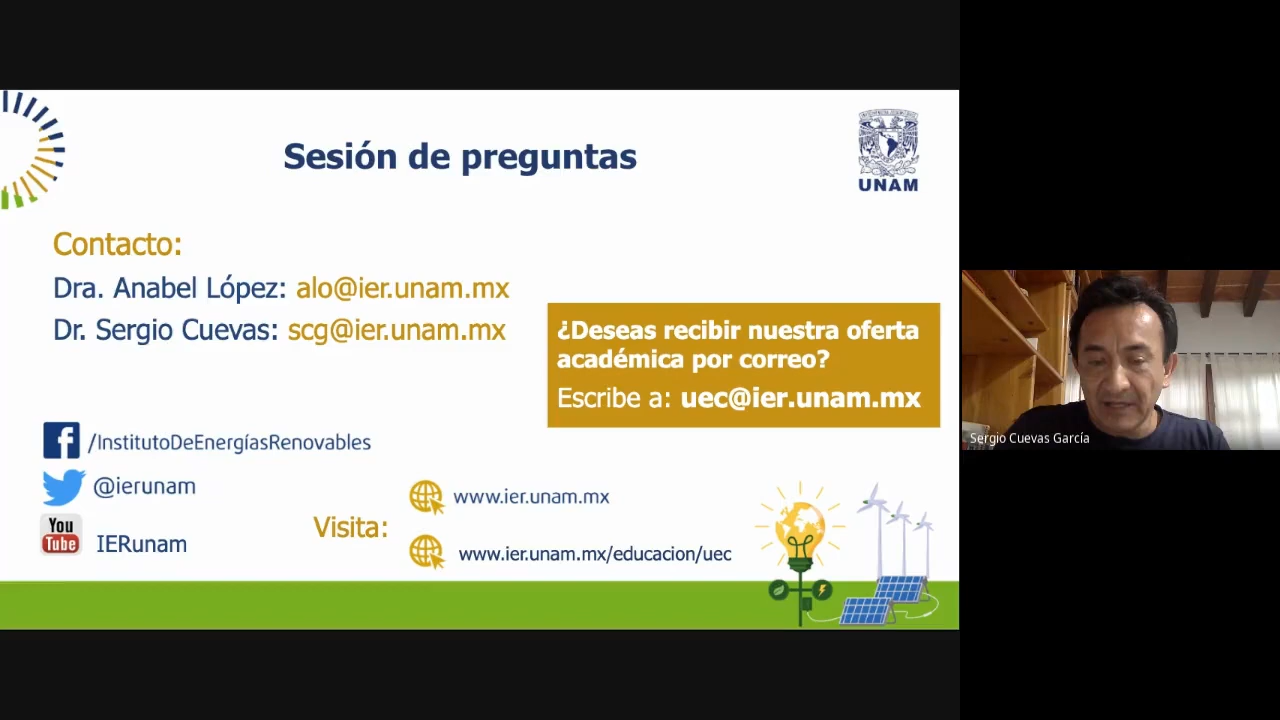 Sesión de preguntas
UNAM
Contacto:
Dra. Anabel López: alo@ier.unam.mx
Dr. Sergio Cuevas: scg@ier.unam.mx
¿Deseas recibir nuestra oferta
académica por correo?
Escribe a: uec@ier.unam.mx
/InstitutoDeEnergíasRenovables
@ierunam
You
Tube
IERunam
Visita:
www.ier.unam.mx
www.ier.unam.mx/educacion/uec
Sergio Cuevas García